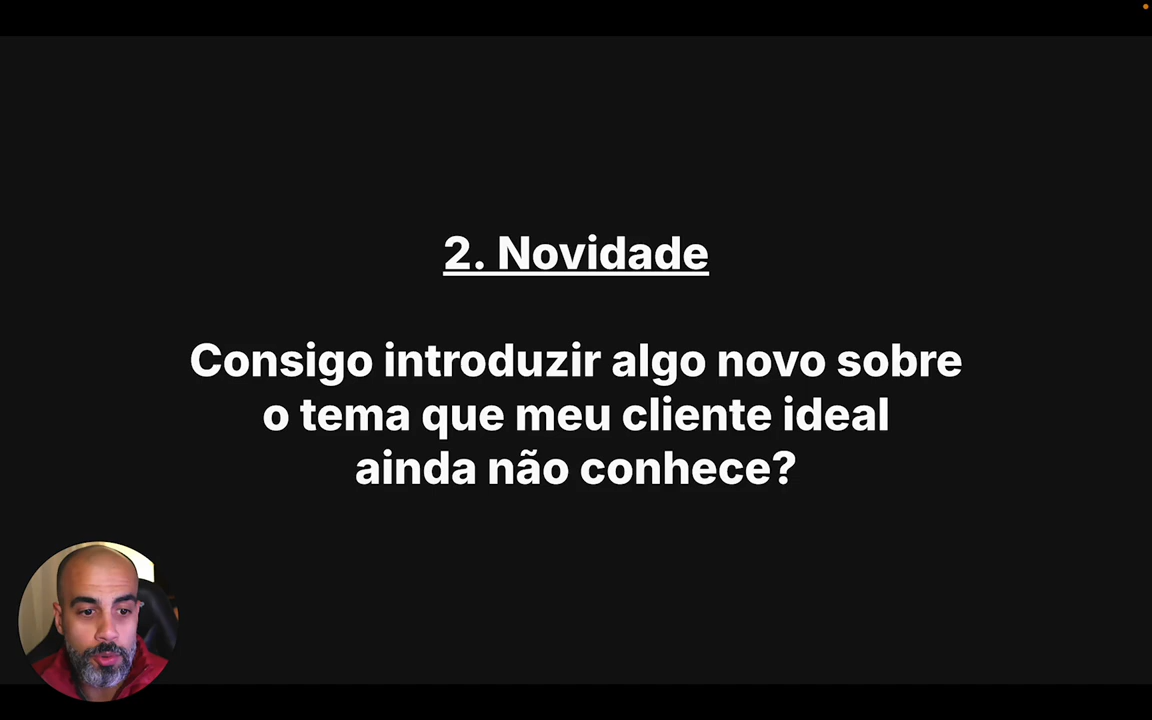 2. Novidade
Consigo introduzir algo novo sobre
o tema que meu cliente ideal
ainda não conhece?